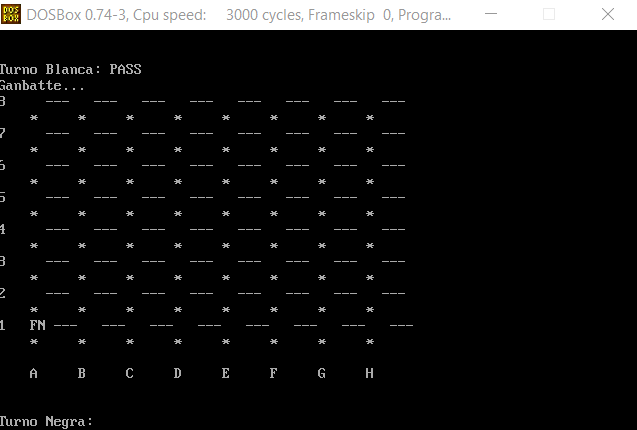 DOSBox 0.74-3, Cpu speed: 3000 cycles, Frameskip 0, Progra...
Turno Blanca: PASS
Ganbatte...
8 --- --- --- --- --- --- --- ---
* * * * * * * *
7 --- --- --- --- --- --- --- ---
* * * * * * * *
6 --- --- --- --- --- --- --- ---
* * * * * * * *
5 --- --- --- --- --- --- --- ---
* * * * * * * *
4 --- --- --- --- --- --- --- ---
* * * * * * * *
3 --- --- --- --- --- --- --- ---
* * * * * * * *
2 --- --- --- --- --- --- --- ---
* * * * * * * *
1 FN --- --- --- --- --- --- --- ---
* * * * * * * *
A B C D E F G H
Turno Negra: